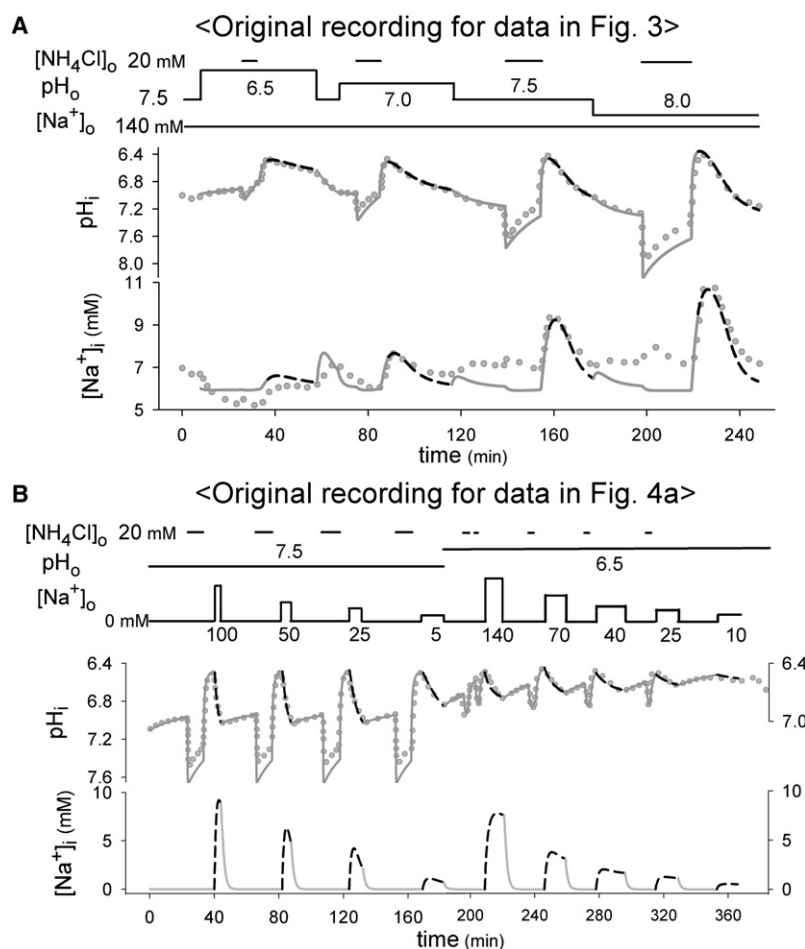 A <Original recording for data in Fig. 3>
[NH4Cl]o 20 mM
pHo 7.5 6.5 7.0 7.5 8.0
[Na+]o 140 mM
pHi
6.4
6.8
7.2
7.6
8.0
[Na+]i (mM)
11
9
7
5
0 40 80 120 160 200 240
time (min)
B <Original recording for data in Fig. 4a>
[NH4Cl]o 20 mM
pHo 7.5 6.5
[Na+]o 0 mM
100 50 25 5 140 70 40 25 10
pHi
6.4 6.4
6.8
7.0
7.2
7.6
[Na+]i (mM)
10 10
5 5
0 0
0 40 80 120 160 200 240 280 320 360
time (min)